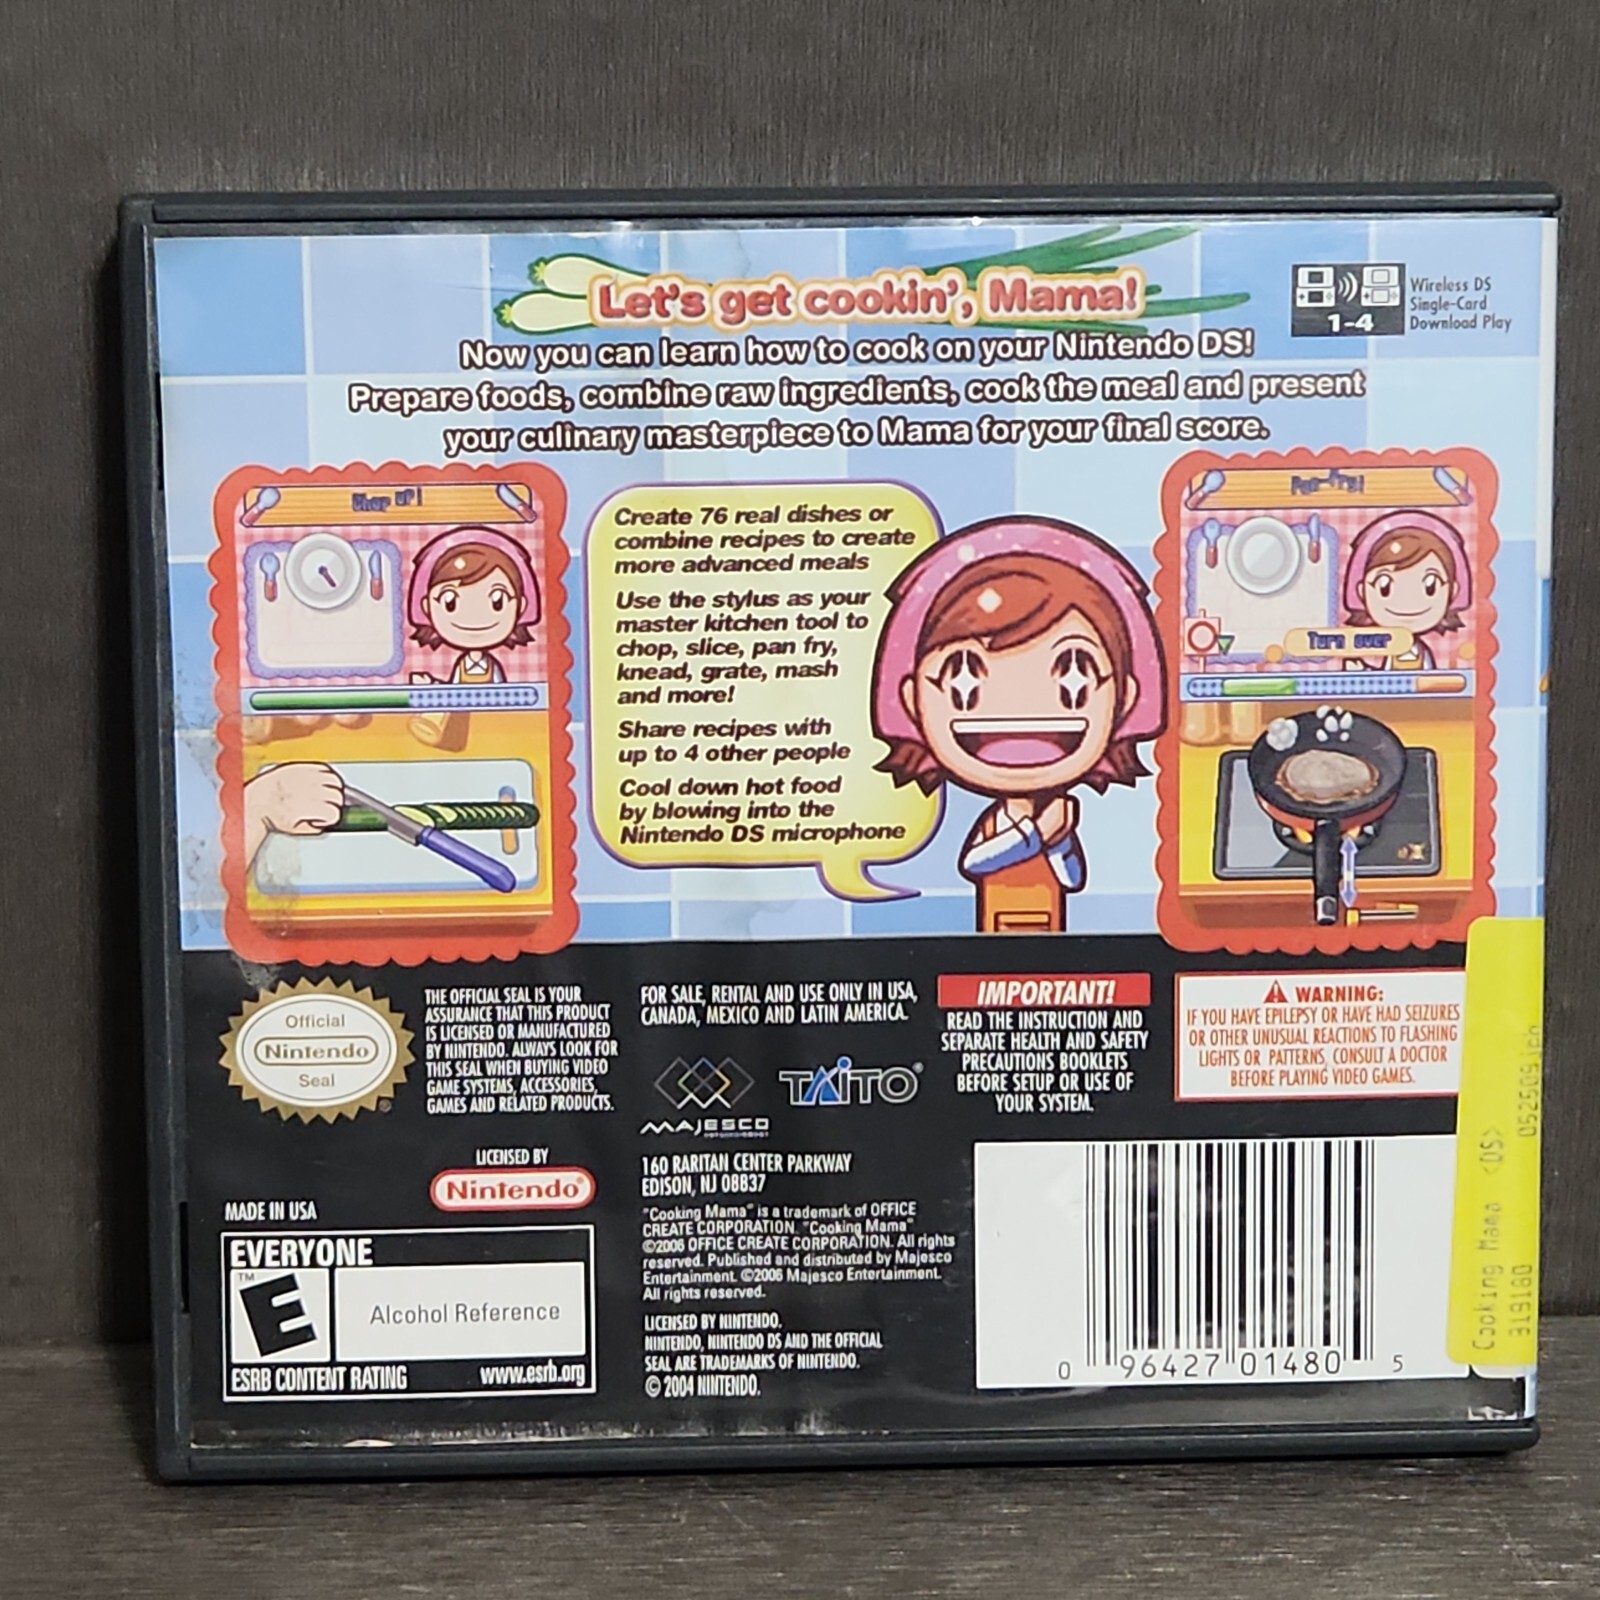 Let's get cookin', Mama!
Now you can learn how to cook on your Nintendo DS!
Prepare foods, combine raw ingredients, cook the meal and present
your culinary masterpiece to Mama for your final score.
1-4
Wireless DS
Single-Card
Download Play
Chop up!
Create 76 real dishes or
combine recipes to create
more advanced meals
Use the stylus as your
master kitchen tool to
chop, slice, pan fry,
knead, grate, mash
and more!
Share recipes with
up to 4 other people
Cool down hot food
by blowing into the
Nintendo DS microphone
Pan-fry!
Turn over
Official
Nintendo
Seal
®
THE OFFICIAL SEAL IS YOUR
ASSURANCE THAT THIS PRODUCT
IS LICENSED OR MANUFACTURED
BY NINTENDO. ALWAYS LOOK FOR
THIS SEAL WHEN BUYING VIDEO
GAME SYSTEMS, ACCESSORIES,
GAMES AND RELATED PRODUCTS.
LICENSED BY
Nintendo®
MADE IN USA
EVERYONE
TM
E
Alcohol Reference
ESRB CONTENT RATING www.esrb.org
FOR SALE, RENTAL AND USE ONLY IN USA,
CANADA, MEXICO AND LATIN AMERICA.
MAJESCO
TAITO®
160 RARITAN CENTER PARKWAY
EDISON, NJ 08837
"Cooking Mama" is a trademark of OFFICE
CREATE CORPORATION. "Cooking Mama"
©2006 OFFICE CREATE CORPORATION. All rights
reserved. Published and distributed by Majesco
Entertainment. ©2006 Majesco Entertainment.
All rights reserved.
LICENSED BY NINTENDO.
NINTENDO, NINTENDO DS AND THE OFFICIAL
SEAL ARE TRADEMARKS OF NINTENDO.
© 2004 NINTENDO.
IMPORTANT!
READ THE INSTRUCTION AND
SEPARATE HEALTH AND SAFETY
PRECAUTIONS BOOKLETS
BEFORE SETUP OR USE OF
YOUR SYSTEM.
WARNING:
IF YOU HAVE EPILEPSY OR HAVE HAD SEIZURES
OR OTHER UNUSUAL REACTIONS TO FLASHING
LIGHTS OR PATTERNS, CONSULT A DOCTOR
BEFORE PLAYING VIDEO GAMES.
0 96427 01480 5
Cooking Mama <DS>
319180 052509jph